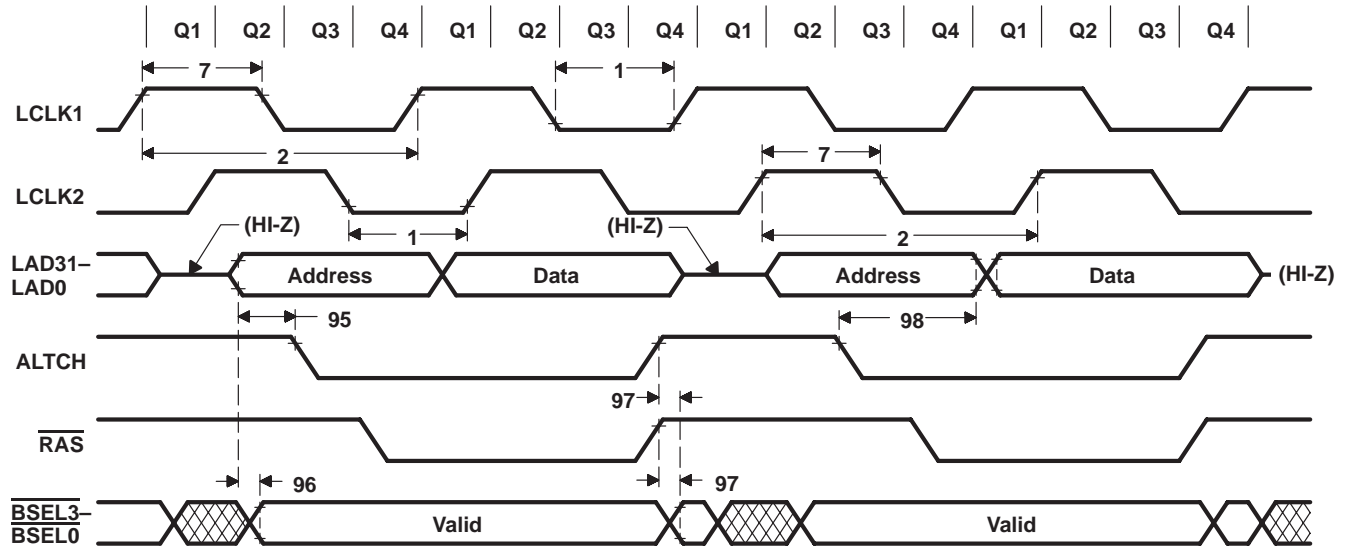 Q1 Q2 Q3 Q4 Q1 Q2 Q3 Q4 Q1 Q2 Q3 Q4 Q1 Q2 Q3 Q4
7 1
LCLK1
2
7
LCLK2
(HI-Z) 1 (HI-Z) 2
LAD31–
LAD0
Address Data Address Data (HI-Z)
95 98
ALTCH
97
RAS
96 97
BSEL3–
BSEL0
Valid Valid